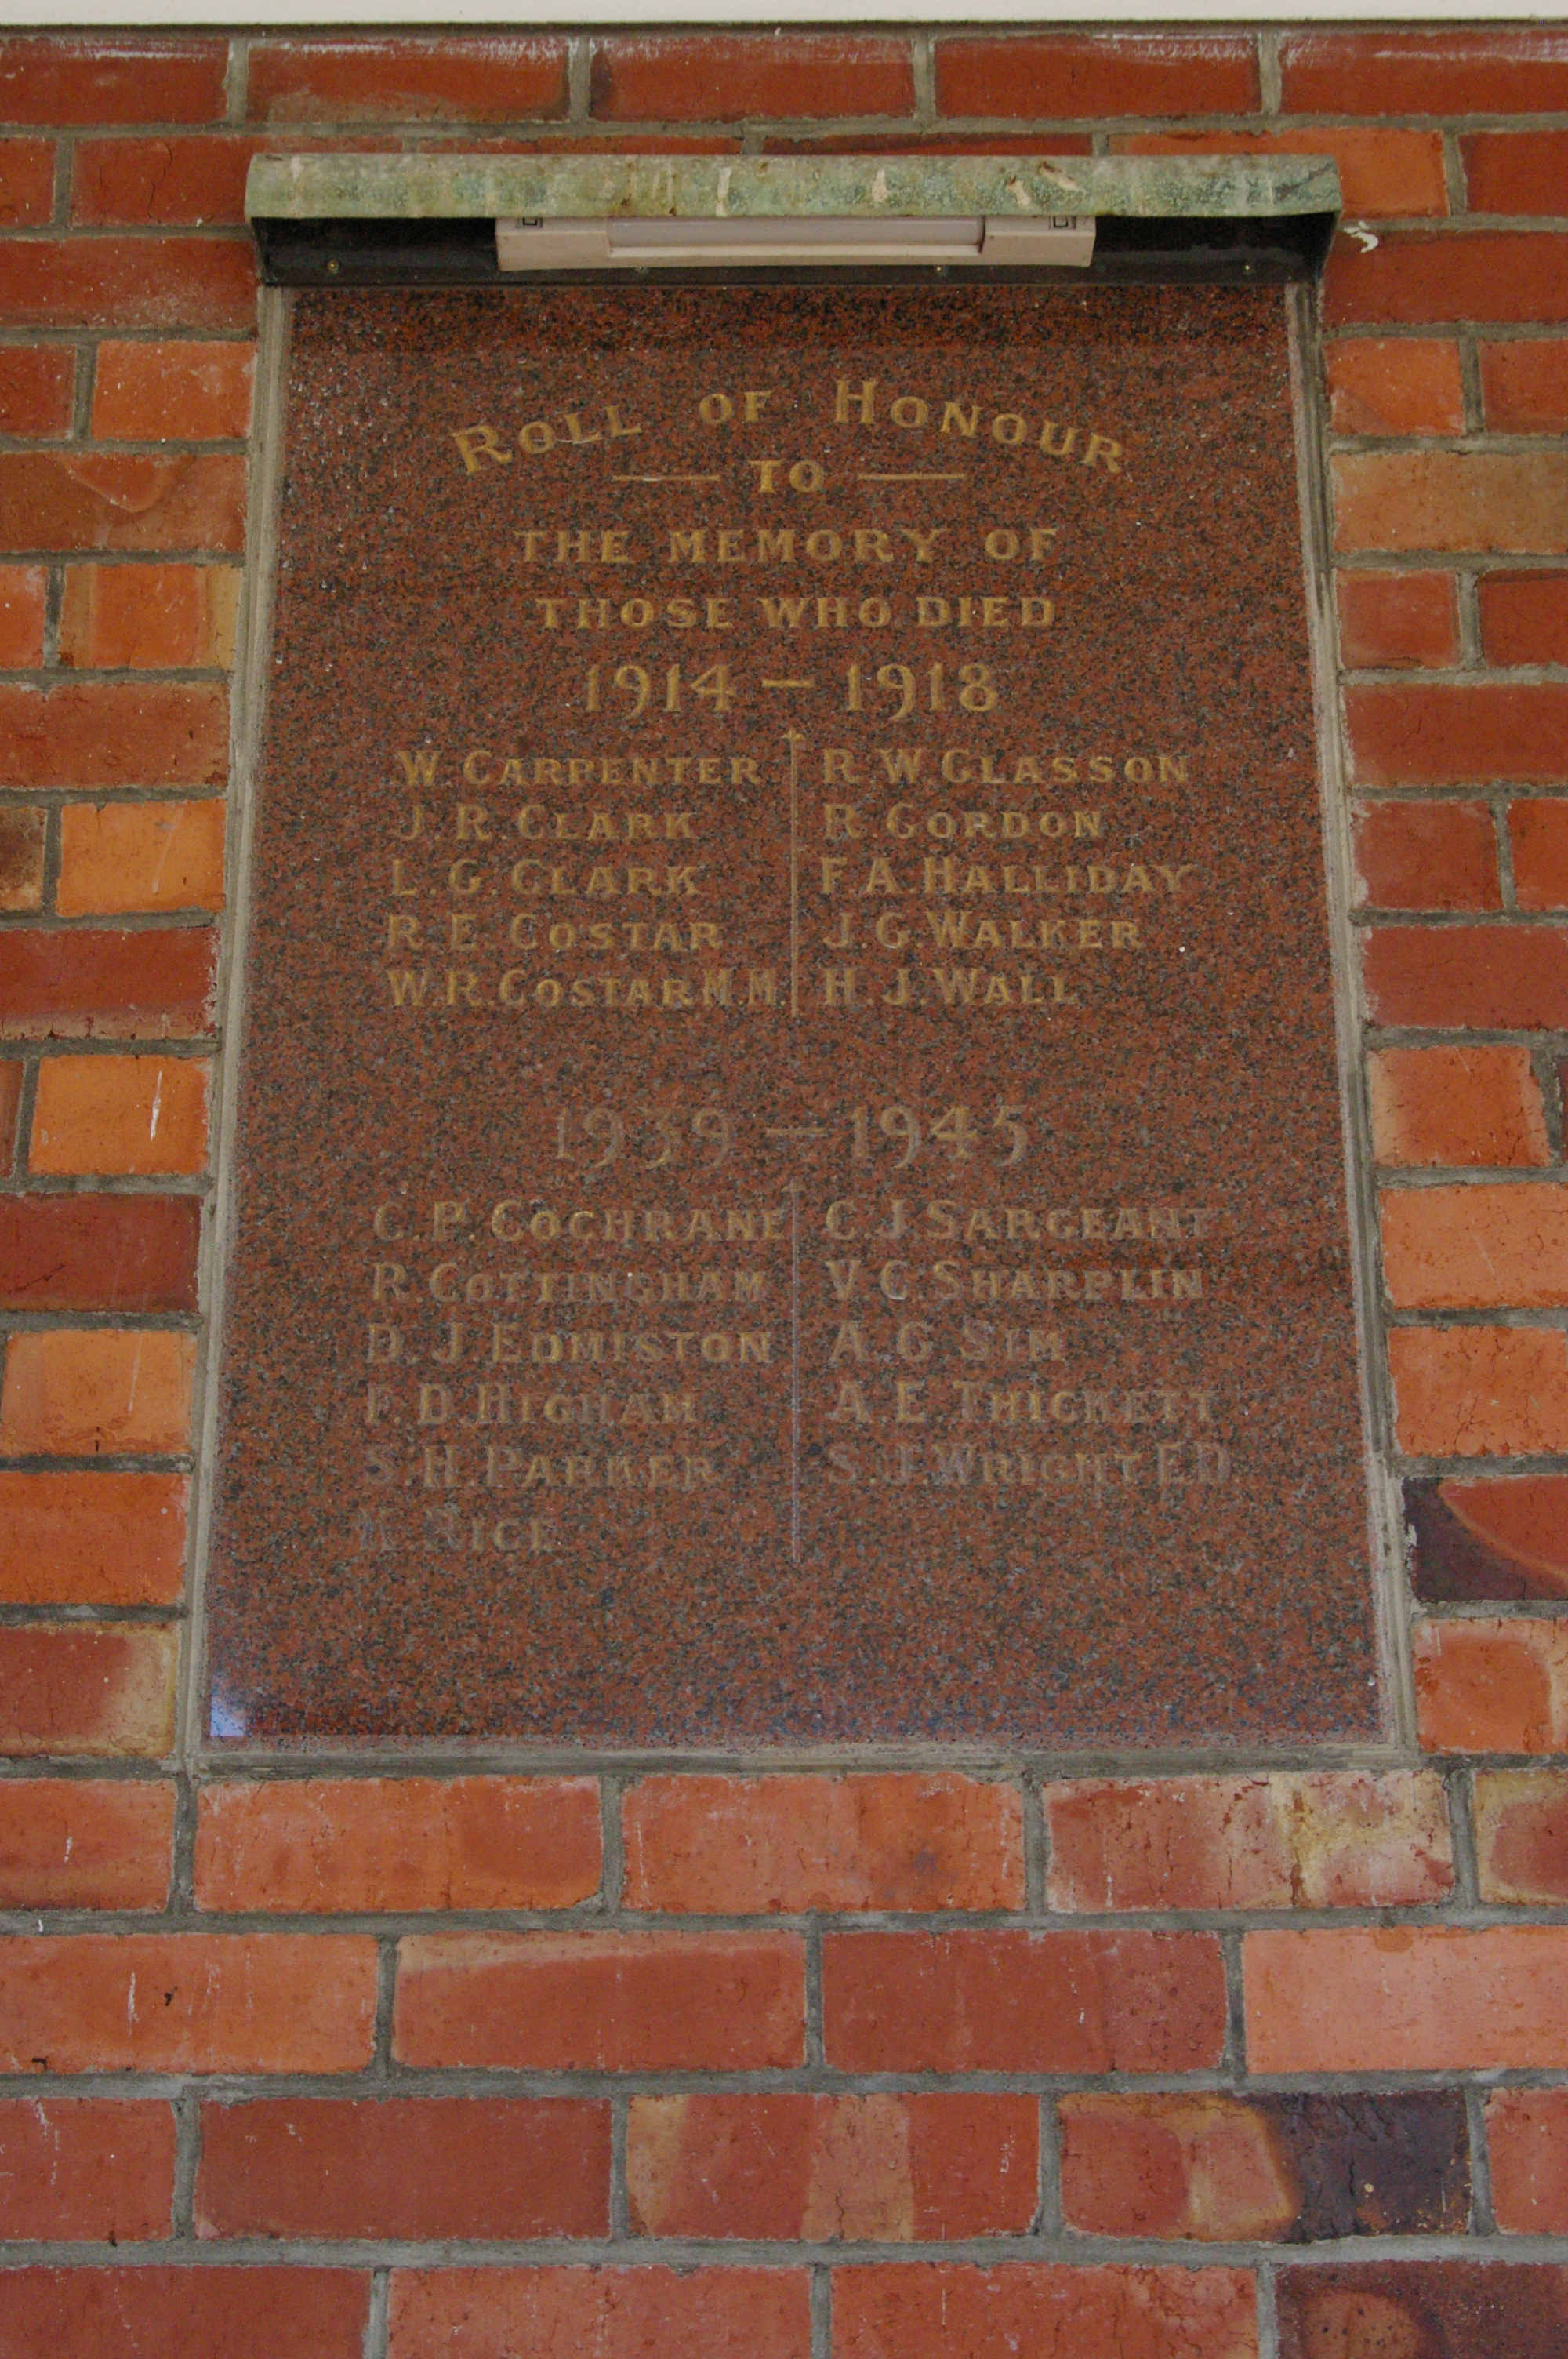 ROLL OF HONOUR
TO
THE MEMORY OF
THOSE WHO DIED
1914 – 1918
W. CARPENTER
J. R. CLARK
L. G. CLARK
R. E. COSTAR
W. R. COSTAR M.M.
R. W GLASSON
R. GORDON
F. A. HALLIDAY
J. G. WALKER
H. J. WALL
1939 – 1945
C. P. COCHRANE
R. COTTINGHAM
D. J. EDMISTON
F. D. HIGHAM
S. H. PARKER
RICE
C. J. SARGEANT
V. C. SHARPLIN
A. G SIM
A. E. THICKETT
S. J. WRIGHT E.D